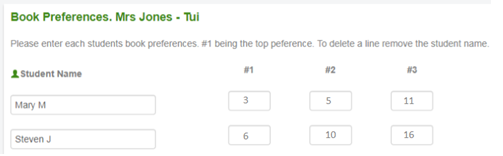 Book Preferences. Mrs Jones - Tui
Please enter each students book preferences. #1 being the top peference. To delete a line remove the student name.
Student Name #1 #2 #3
Mary M 3 5 11
Steven J 6 10 16